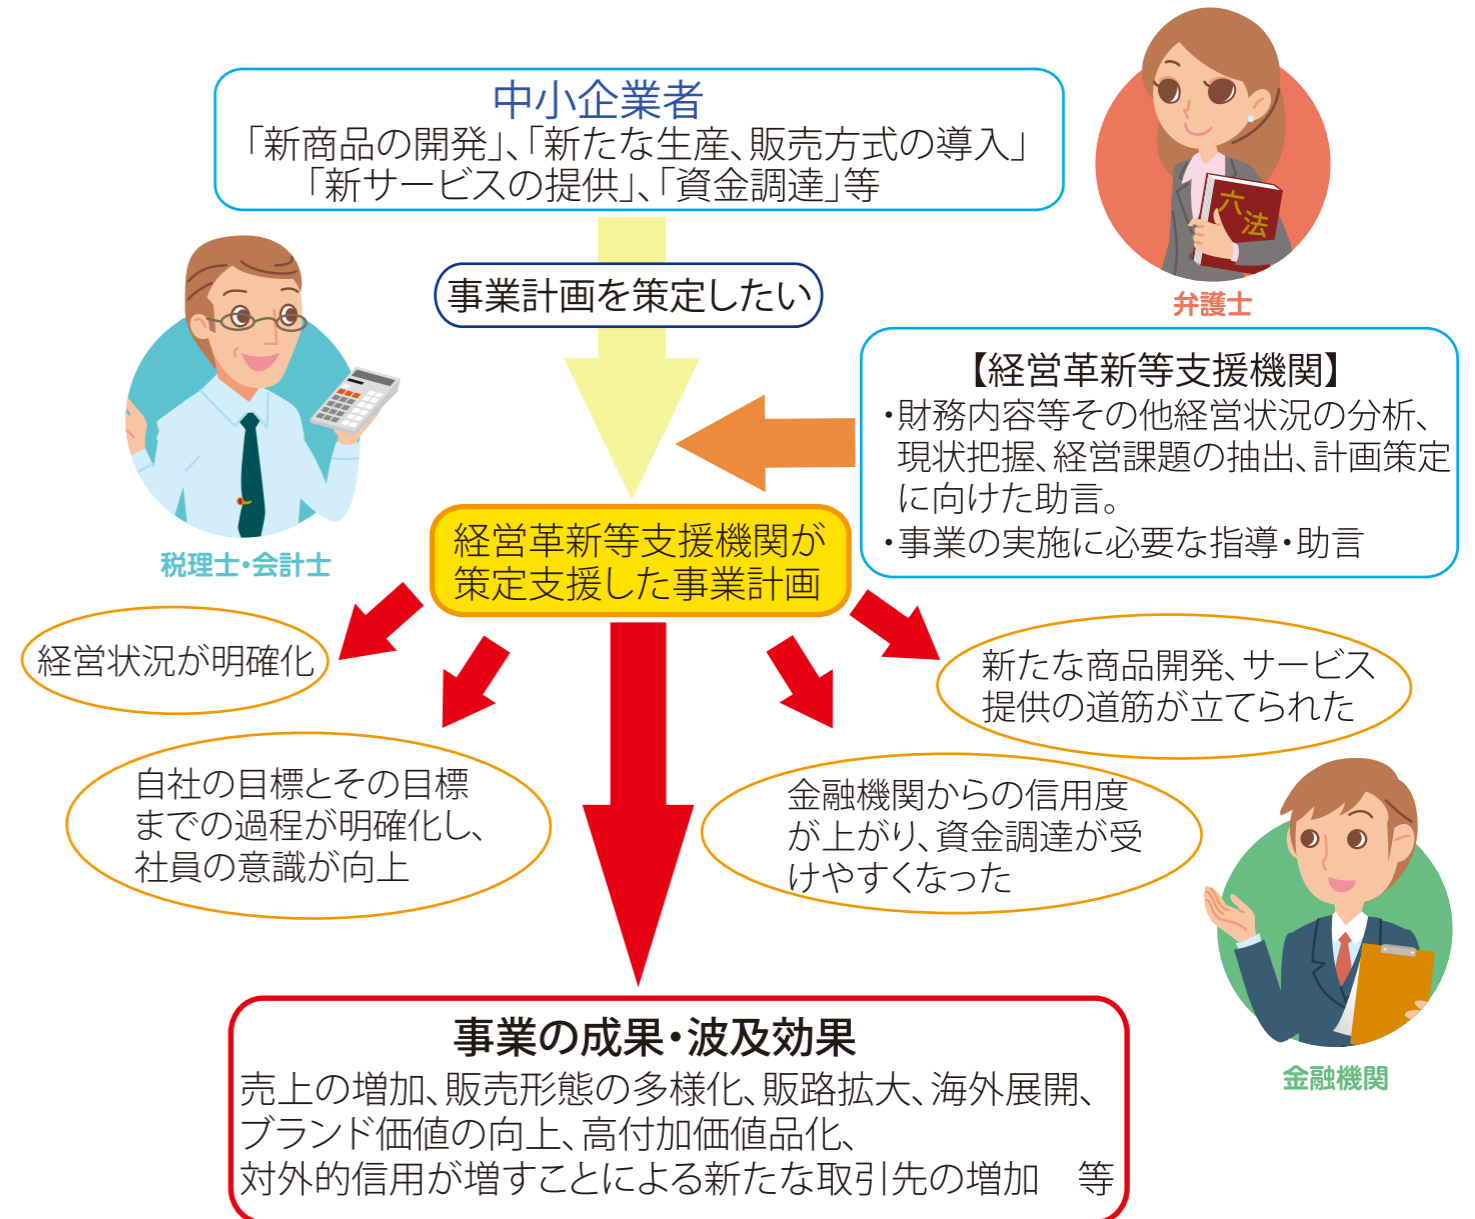 中小企業者
「新商品の開発」、「新たな生産、販売方式の導入」
「新サービスの提供」、「資金調達」等
六法
弁護士
事業計画を策定したい
【経営革新等支援機関】
・財務内容等その他経営状況の分析、
現状把握、経営課題の抽出、計画策定
に向けた助言。
・事業の実施に必要な指導・助言
税理士・会計士
経営革新等支援機関が
策定支援した事業計画
経営状況が明確化
新たな商品開発、サービス
提供の道筋が立てられた
自社の目標とその目標
までの過程が明確化し、
社員の意識が向上
金融機関からの信用度
が上がり、資金調達が受
けやすくなった
金融機関
事業の成果・波及効果
売上の増加、販売形態の多様化、販路拡大、海外展開、
ブランド価値の向上、高付加価値品化、
対外的信用が増すことによる新たな取引先の増加　等